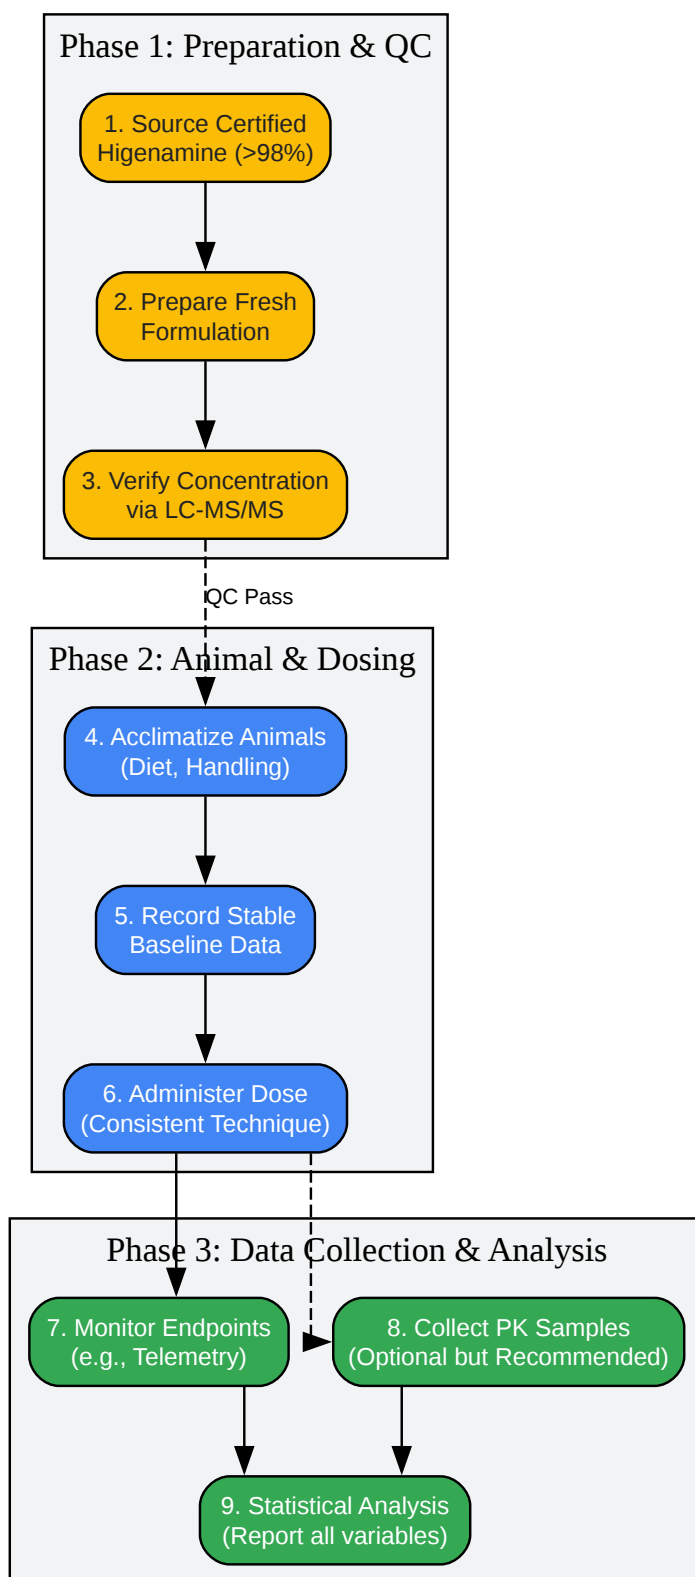 Phase 1: Preparation & QC
1. Source Certified
Higenamine (>98%)
2. Prepare Fresh
Formulation
3. Verify Concentration
via LC-MS/MS
QC Pass
Phase 2: Animal & Dosing
4. Acclimatize Animals
(Diet, Handling)
5. Record Stable
Baseline Data
6. Administer Dose
(Consistent Technique)
Phase 3: Data Collection & Analysis
7. Monitor Endpoints
(e.g., Telemetry)
8. Collect PK Samples
(Optional but Recommended)
9. Statistical Analysis
(Report all variables)